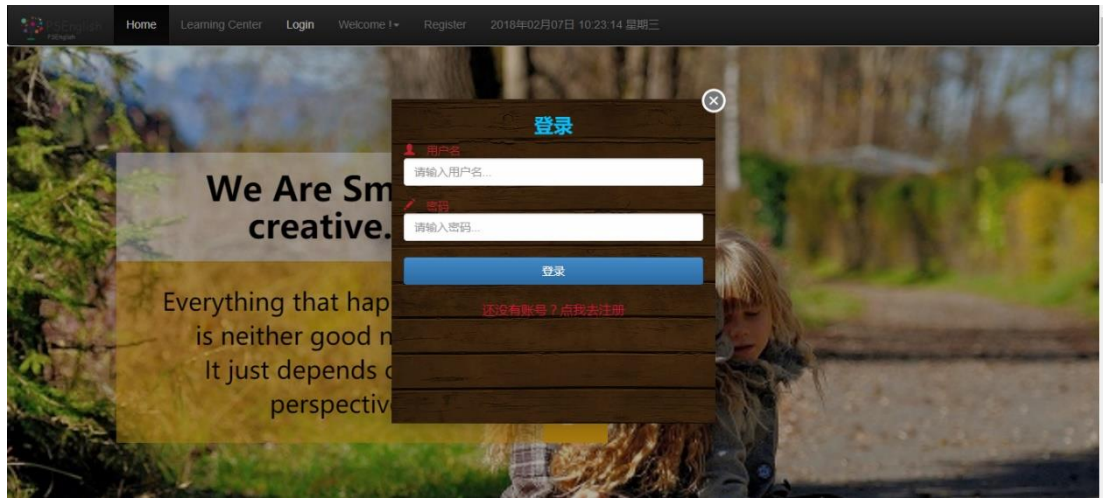 PSEnglish
PSEnglish
Home Learning Center Login Welcome ! Register 2018年02月07日 10:23:14 星期三
登录
用户名
请输入用户名...
密码
请输入密码...
登录
还没有账号？点我去注册
We Are Sm
creative.
Everything that hap
is neither good n
It just depends
perspectiv